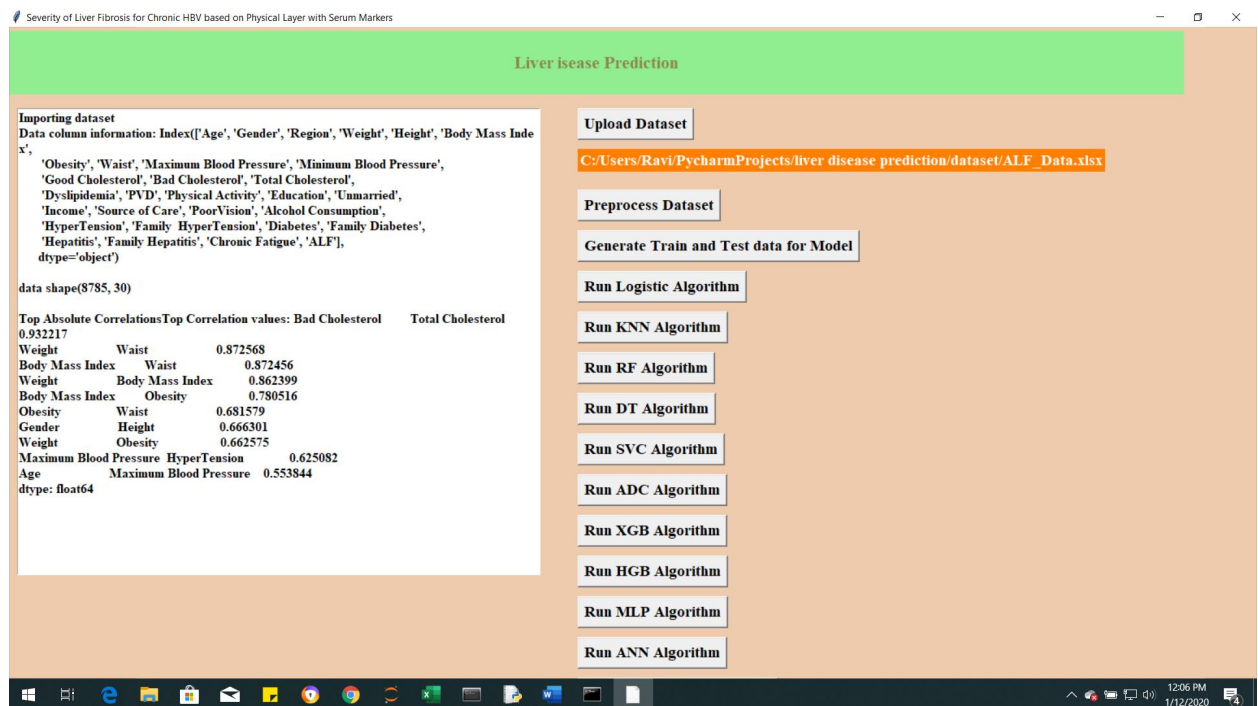 Severity of Liver Fibrosis for Chronic HBV based on Physical Layer with Serum Markers
Liver isease Prediction
Importing dataset
Data column information: Index(['Age', 'Gender', 'Region', 'Weight', 'Height', 'Body Mass Inde
x',
'Obesity', 'Waist', 'Maximum Blood Pressure', 'Minimum Blood Pressure',
'Good Cholesterol', 'Bad Cholesterol', 'Total Cholesterol',
'Dyslipidemia', 'PVD', 'Physical Activity', 'Education', 'Unmarried',
'Income', 'Source of Care', 'PoorVision', 'Alcohol Consumption',
'HyperTension', 'Family  HyperTension', 'Diabetes', 'Family Diabetes',
'Hepatitis', 'Family Hepatitis', 'Chronic Fatigue', 'ALF'],
dtype='object')
data shape(8785, 30)
Top Absolute CorrelationsTop Correlation values: Bad Cholesterol Total Cholesterol
0.932217
Weight Waist 0.872568
Body Mass Index Waist 0.872456
Weight Body Mass Index 0.862399
Body Mass Index Obesity 0.780516
Obesity Waist 0.681579
Gender Height 0.666301
Weight Obesity 0.662575
Maximum Blood Pressure HyperTension 0.625082
Age Maximum Blood Pressure 0.553844
dtype: float64
Upload Dataset
C:/Users/Ravi/PycharmProjects/liver disease prediction/dataset/ALF_Data.xlsx
Preprocess Dataset
Generate Train and Test data for Model
Run Logistic Algorithm
Run KNN Algorithm
Run RF Algorithm
Run DT Algorithm
Run SVC Algorithm
Run ADC Algorithm
Run XGB Algorithm
Run HGB Algorithm
Run MLP Algorithm
Run ANN Algorithm
12:06 PM
1/12/2020
4